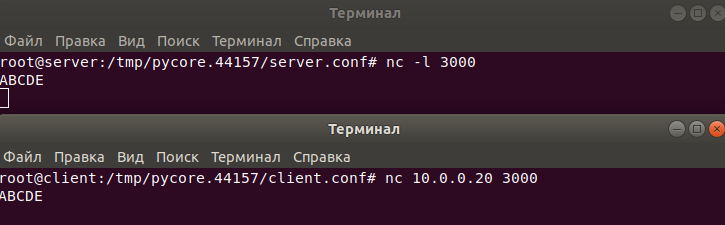 Терминал
Файл Правка Вид Поиск Терминал Справка
root@server:/tmp/pycore.44157/server.conf# nc -l 3000
ABCDE
Терминал
Файл Правка Вид Поиск Терминал Справка
root@client:/tmp/pycore.44157/client.conf# nc 10.0.0.20 3000
ABCDE